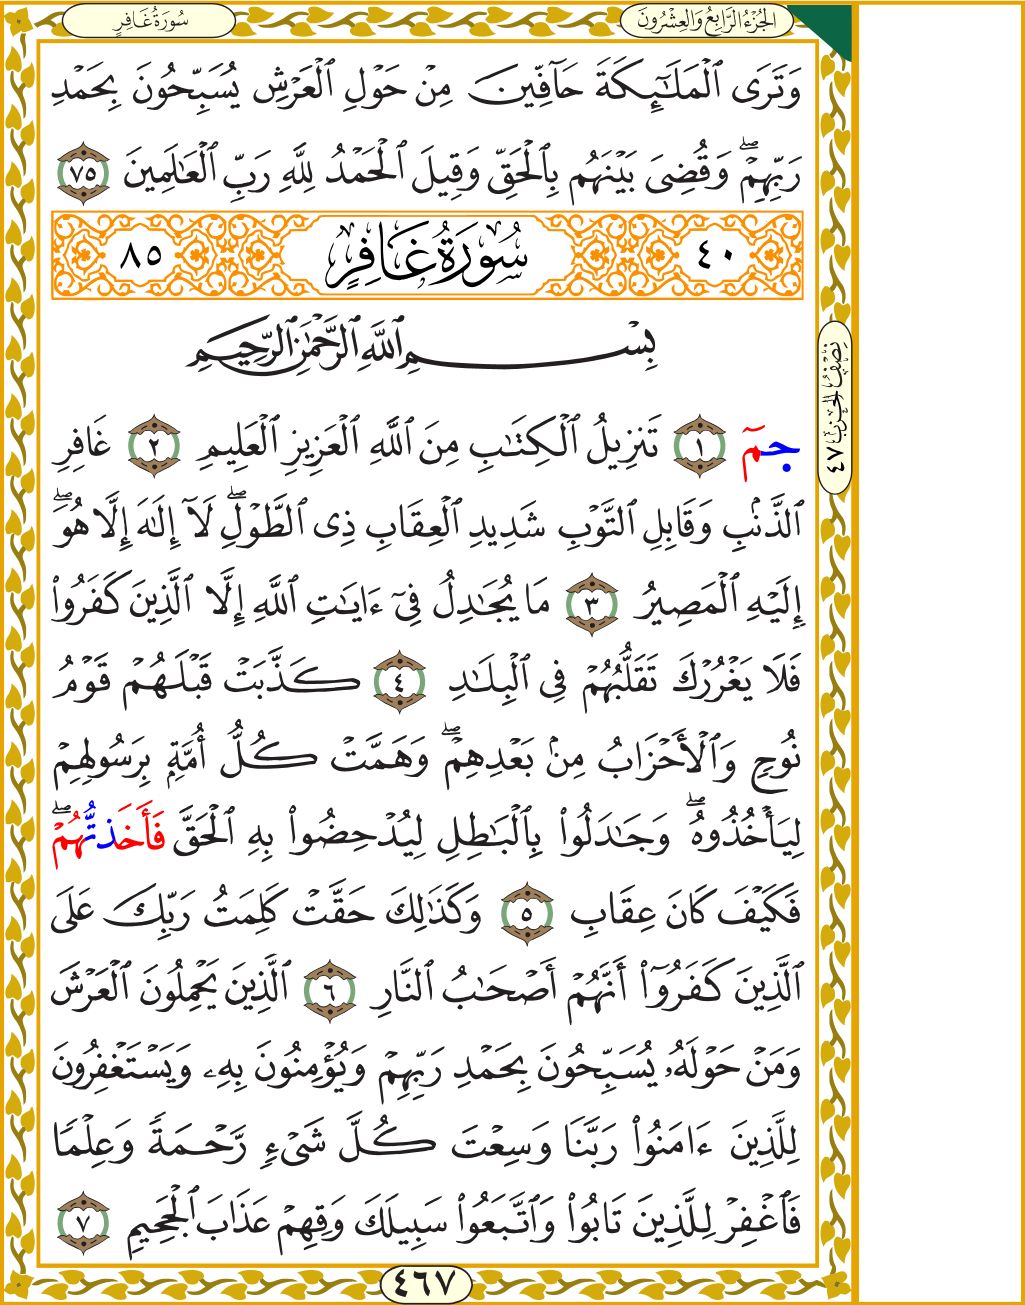 الجُزْءُ الرَّابِعُ وَالعِشْرُونَ
سُورَةُ غَافِرٍ
وَتَرَى ٱلْمَلَـٰٓئِكَةَ حَآفِّينَ مِنْ حَوْلِ ٱلْعَرْشِ يُسَبِّحُونَ بِحَمْدِ
رَبِّهِمْ ۖ وَقُضِىَ بَيْنَهُم بِٱلْحَقِّ وَقِيلَ ٱلْحَمْدُ لِلَّهِ رَبِّ ٱلْعَـٰلَمِينَ ٧٥
٤٠ سُورَةُ غَافِرٍ ٨٥
بِسْمِ ٱللَّهِ ٱلرَّحْمَـٰنِ ٱلرَّحِيمِ
جمٓ ١ تَنزِيلُ ٱلْكِتَـٰبِ مِنَ ٱللَّهِ ٱلْعَزِيزِ ٱلْعَلِيمِ ٢ غَافِرِ
ٱلذَّنۢبِ وَقَابِلِ ٱلتَّوْبِ شَدِيدِ ٱلْعِقَابِ ذِى ٱلطَّوْلِ ۖ لَآ إِلَـٰهَ إِلَّا هُوَ ۖ
إِلَيْهِ ٱلْمَصِيرُ ٣ مَا يُجَـٰدِلُ فِىٓ ءَايَـٰتِ ٱللَّهِ إِلَّا ٱلَّذِينَ كَفَرُوا۟
فَلَا يَغْرُرْكَ تَقَلُّبُهُمْ فِى ٱلْبِلَـٰدِ ٤ كَذَّبَتْ قَبْلَهُمْ قَوْمُ
نُوحٍ وَٱلْأَحْزَابُ مِنۢ بَعْدِهِمْ ۖ وَهَمَّتْ كُلُّ أُمَّةٍۭ بِرَسُولِهِمْ
لِيَأْخُذُوهُ ۖ وَجَـٰدَلُوا۟ بِٱلْبَـٰطِلِ لِيُدْحِضُوا۟ بِهِ ٱلْحَقَّ فَأَخَذتُّهُمْ ۖ
فَكَيْفَ كَانَ عِقَابِ ٥ وَكَذَٰلِكَ حَقَّتْ كَلِمَتُ رَبِّكَ عَلَى
ٱلَّذِينَ كَفَرُوٓا۟ أَنَّهُمْ أَصْحَـٰبُ ٱلنَّارِ ٦ ٱلَّذِينَ يَحْمِلُونَ ٱلْعَرْشَ
وَمَنْ حَوْلَهُۥ يُسَبِّحُونَ بِحَمْدِ رَبِّهِمْ وَيُؤْمِنُونَ بِهِۦ وَيَسْتَغْفِرُونَ
لِلَّذِينَ ءَامَنُوا۟ رَبَّنَا وَسِعْتَ كُلَّ شَىْءٍ رَّحْمَةً وَعِلْمًا
فَٱغْفِرْ لِلَّذِينَ تَابُوا۟ وَٱتَّبَعُوا۟ سَبِيلَكَ وَقِهِمْ عَذَابَ ٱلْجَحِيمِ ٧
نِصْفُ الحِزْبِ ٤٧
٤٦٧